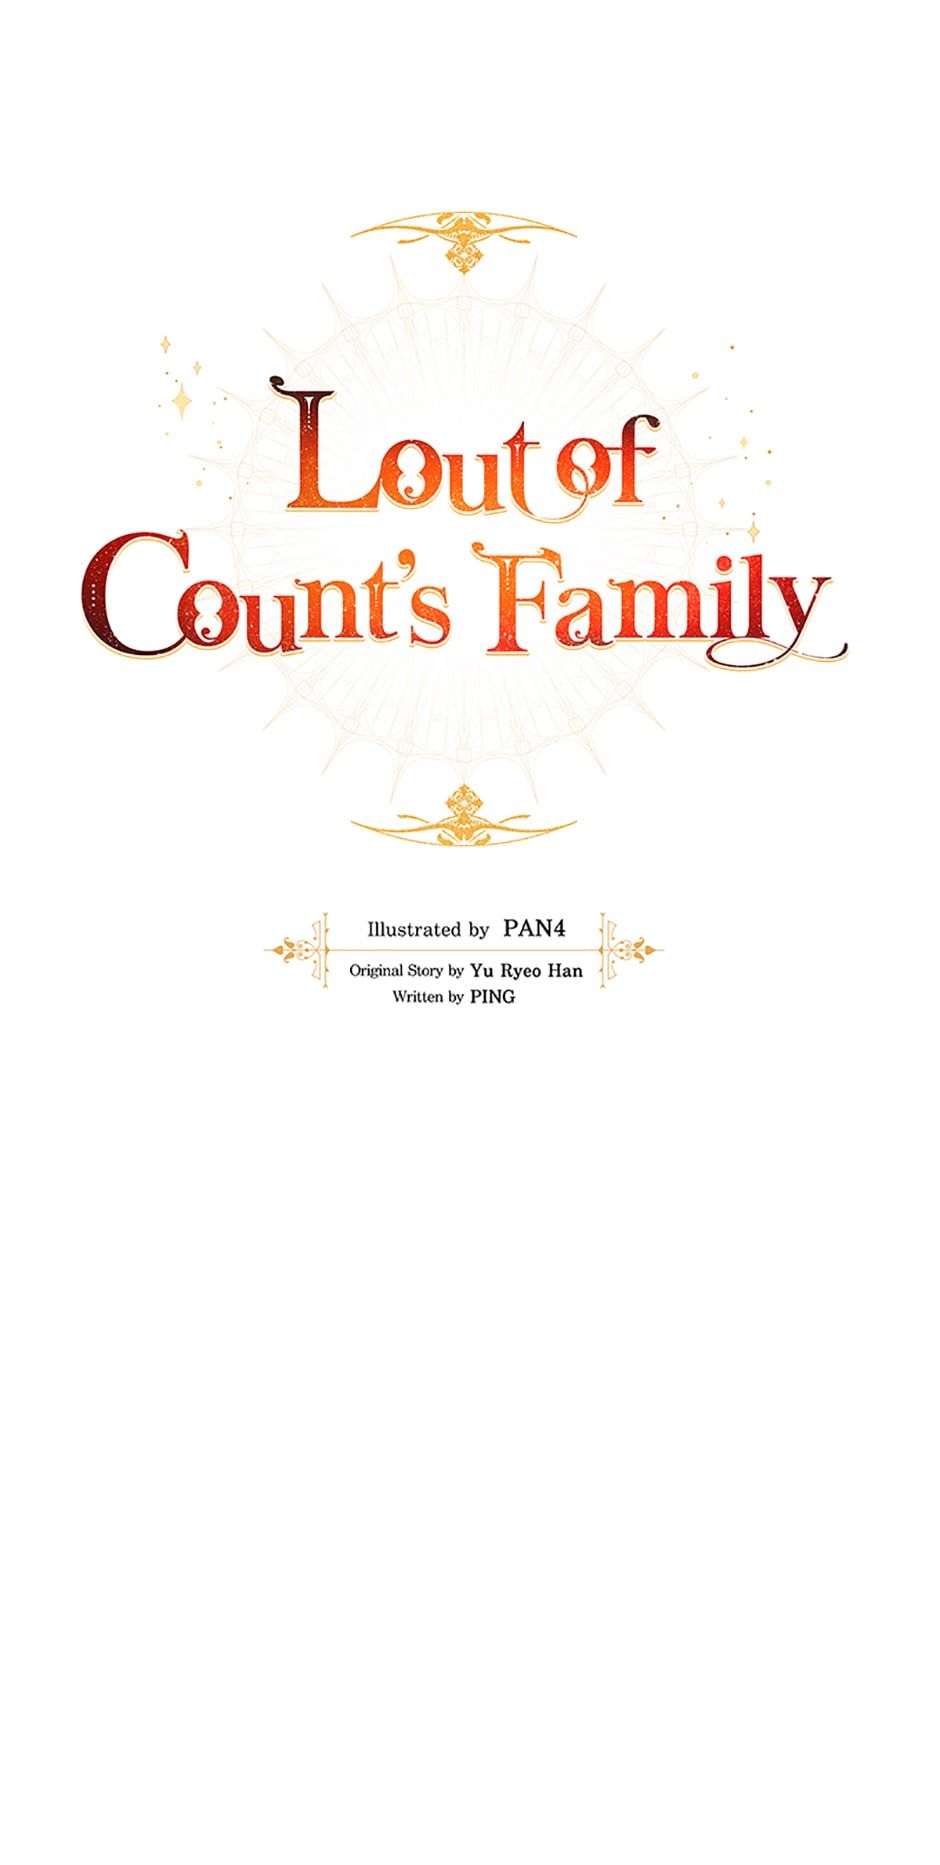 Lout of
Count's Family
Illustrated by PAN4
Original Story by Yu Ryeo Han
Written by PING